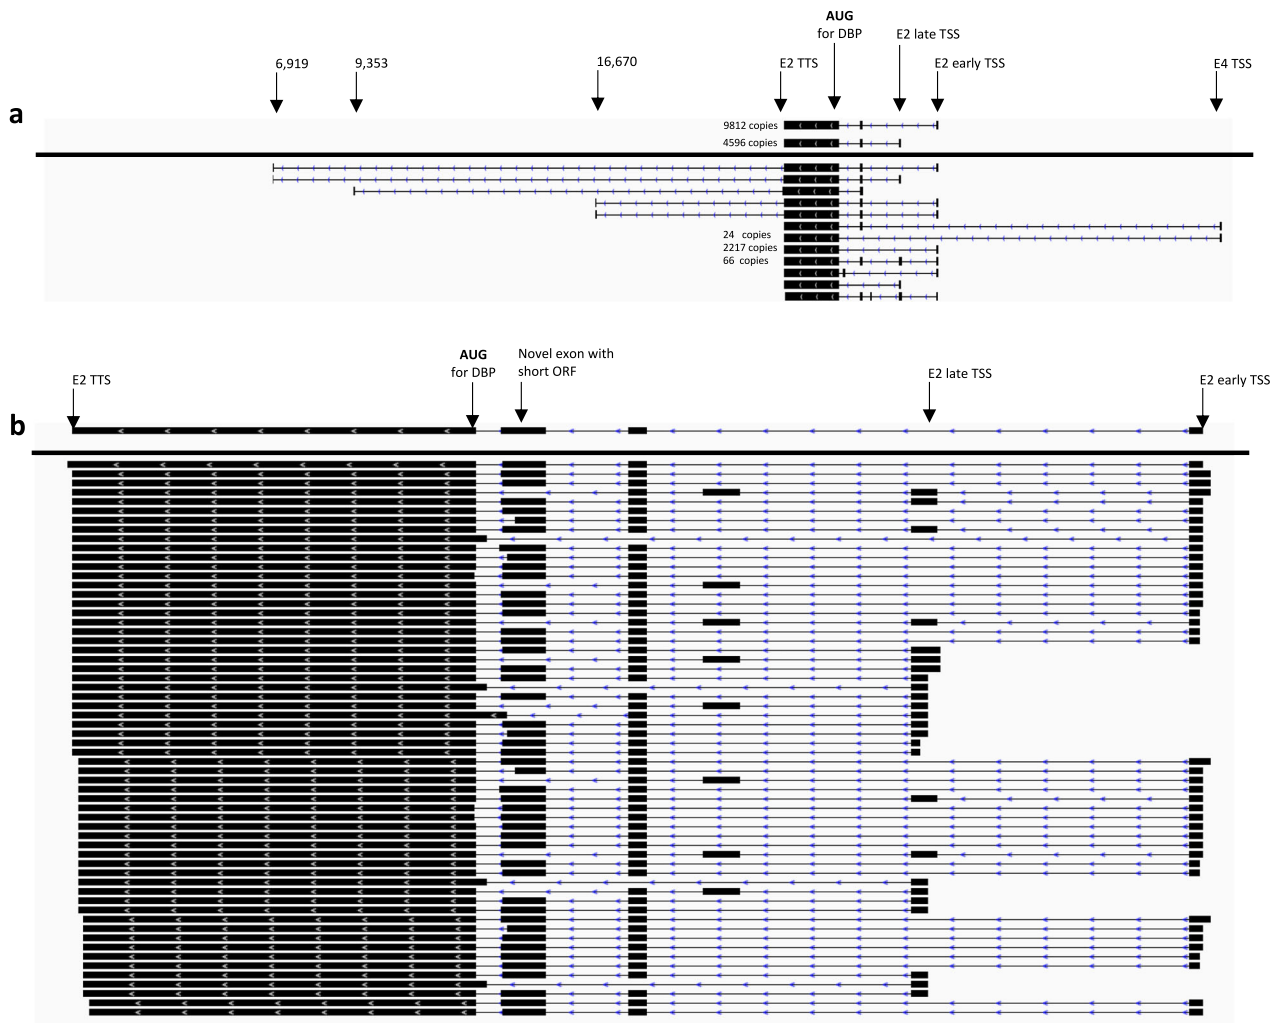 AUG
for DBP
E2 late TSS
6,919
9,353
16,670
E2 TTS
E2 early TSS
E4 TSS
a
9812 copies
4596 copies
24 copies
2217 copies
66 copies
AUG
for DBP
Novel exon with
short ORF
E2 TTS
E2 late TSS
E2 early TSS
b